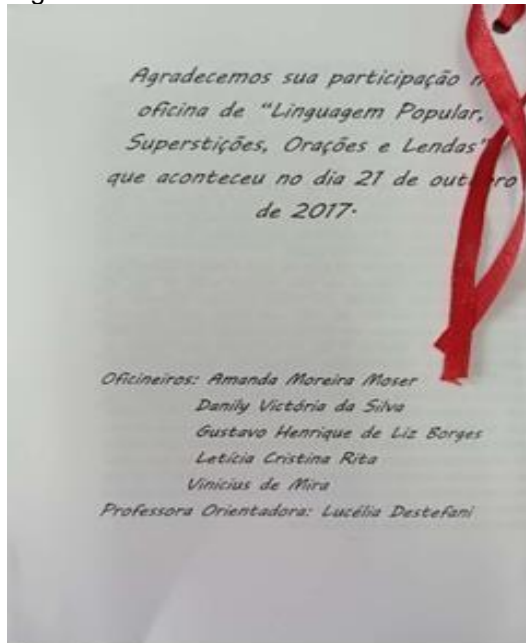 Agradecemos sua participação n
oficina de "Linguagem Popular,
Superstições, Orações e Lendas"
que aconteceu no dia 21 de out ro
de 2017.
Oficineiros: Amanda Moreira Moser
Danily Victória da Silva
Gustavo Henrique de Liz Borges
Letícia Cristina Rita
Vinicius de Mira
Professora Orientadora: Lucélia Destefani